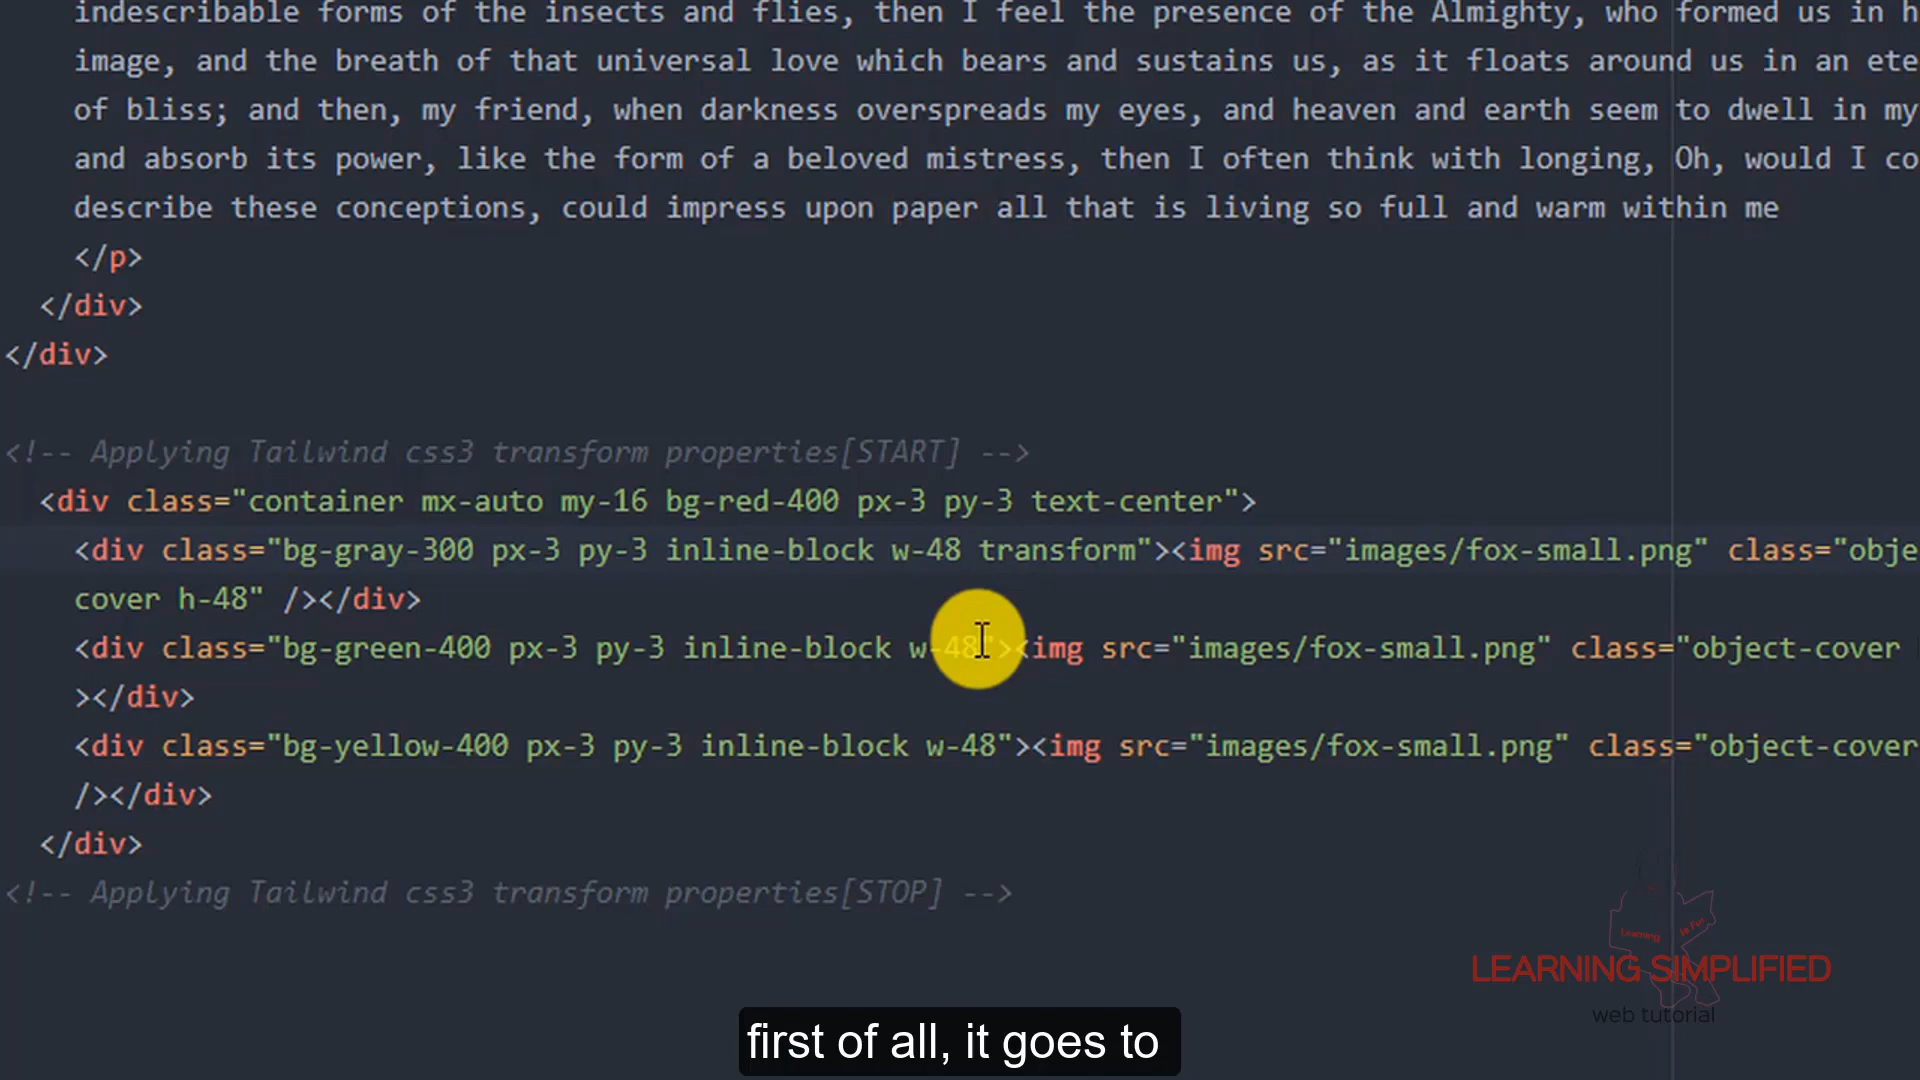 indescribable forms of the insects and flies, then I feel the presence of the Almighty, who formed us in h
image, and the breath of that universal love which bears and sustains us, as it floats around us in an ete
of bliss; and then, my friend, when darkness overspreads my eyes, and heaven and earth seem to dwell in my
and absorb its power, like the form of a beloved mistress, then I often think with longing, Oh, would I co
describe these conceptions, could impress upon paper all that is living so full and warm within me
</p>
</div>
</div>
<!-- Applying Tailwind css3 transform properties[START] -->
<div class="container mx-auto my-16 bg-red-400 px-3 py-3 text-center">
<div class="bg-gray-300 px-3 py-3 inline-block w-48 transform"><img src="images/fox-small.png" class="obje
cover h-48" /></div>
<div class="bg-green-400 px-3 py-3 inline-block w-48"><img src="images/fox-small.png" class="object-cover
></div>
<div class="bg-yellow-400 px-3 py-3 inline-block w-48"><img src="images/fox-small.png" class="object-cover
/></div>
</div>
<!-- Applying Tailwind css3 transform properties[STOP] -->
Learning is For
LEARNING SIMPLIFIED
web tutorial
first of all, it goes to